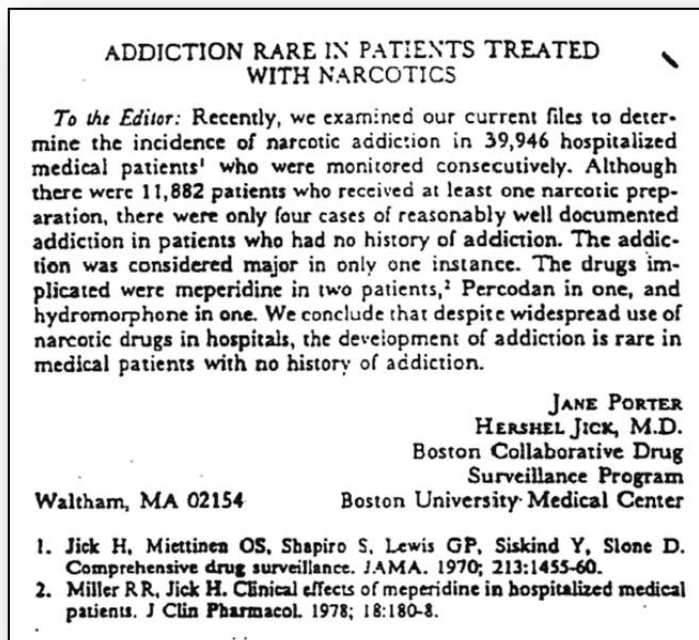 ADDICTION RARE IN PATIENTS TREATED
WITH NARCOTICS
To the Editor: Recently, we examined our current files to deter-
mine the incidence of narcotic addiction in 39,946 hospitalized
medical patients¹ who were monitored consecutively. Although
there were 11,882 patients who received at least one narcotic prep-
aration, there were only four cases of reasonably well documented
addiction in patients who had no history of addiction. The addic-
tion was considered major in only one instance. The drugs im-
plicated were meperidine in two patients,² Percodan in one, and
hydromorphone in one. We conclude that despite widespread use of
narcotic drugs in hospitals, the development of addiction is rare in
medical patients with no history of addiction.
JANE PORTER
HERSHEL JICK, M.D.
Boston Collaborative Drug
Surveillance Program
Waltham, MA 02154 Boston University Medical Center
1. Jick H, Miettinen OS, Shapiro S, Lewis GP, Siskind Y, Slone D.
Comprehensive drug surveillance. JAMA. 1970; 213:1455-60.
2. Miller RR, Jick H. Clinical effects of meperidine in hospitalized medical
patients. J Clin Pharmacol. 1978; 18:180-8.